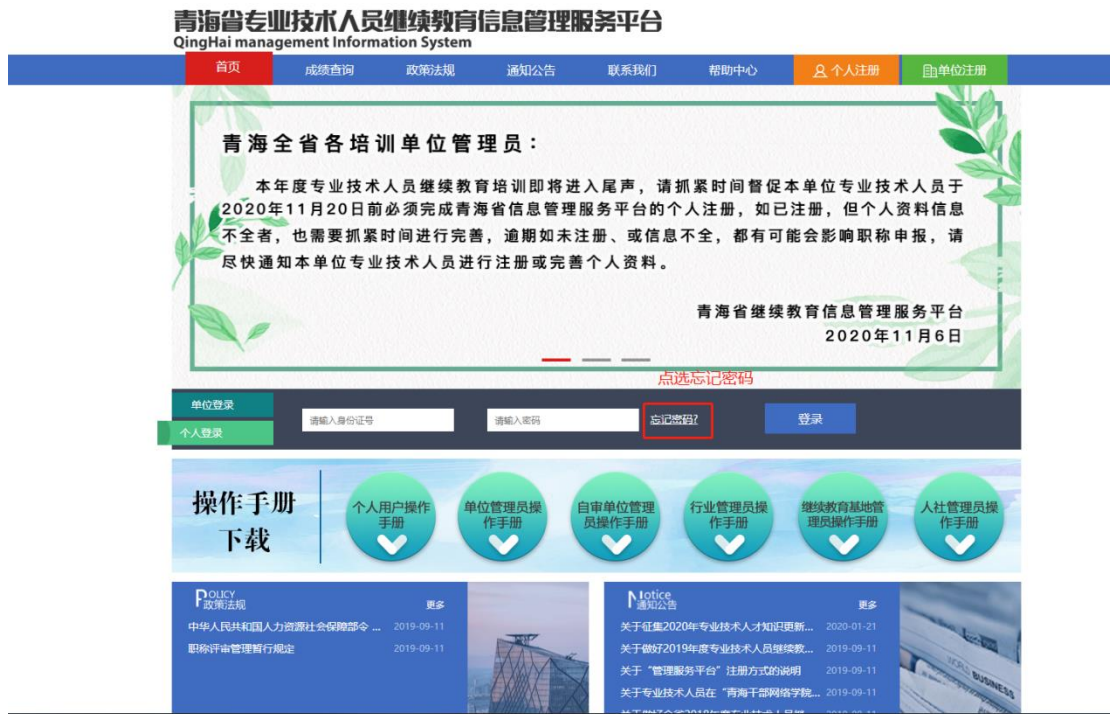 青海省专业技术人员继续教育信息管理服务平台
QingHai management Information System
首页 成绩查询 政策法规 通知公告 联系我们 帮助中心 个人注册 单位注册
青海全省各培训单位管理员：
本年度专业技术人员继续教育培训即将进入尾声，请抓紧时间督促本单位专业技术人员于
2020年11月20日前必须完成青海省信息管理服务平台的个人注册，如已注册，但个人资料信息
不全者，也需要抓紧时间进行完善，逾期如未注册、或信息不全，都有可能会影响职称申报，请
尽快通知本单位专业技术人员进行注册或完善个人资料。
青海省继续教育信息管理服务平台
2020年11月6日
点选忘记密码
单位登录
个人登录
请输入身份证号 请输入密码 忘记密码? 登录
操作手册
下载
个人用户操作
手册
单位管理员操
作手册
自审单位管理
员操作手册
行业管理员操
作手册
继续教育基地管
理员操作手册
人社管理员操
作手册
POLICY
政策法规 更多
中华人民共和国人力资源社会保障部令 ... 2019-09-11
职称评审管理暂行规定 2019-09-11
Notice
通知公告 更多
关于征集2020年专业技术人才知识更新... 2020-01-21
关于做好2019年度专业技术人员继续教... 2019-09-11
关于“管理服务平台”注册方式的说明 2019-09-11
关于专业技术人员在“青海干部网络学院... 2019-09-11
WORLD BUSINESS